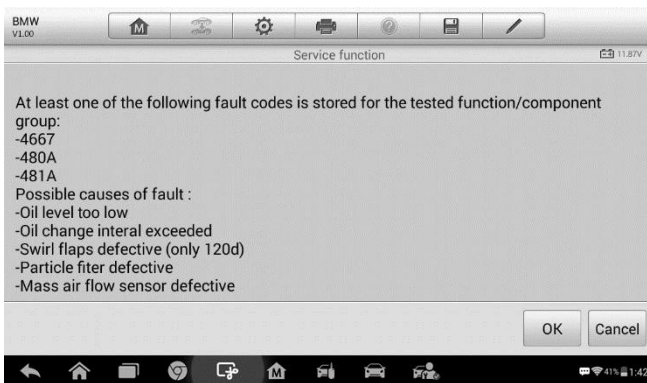 BMW
V1.00
Service function
11.87V
At least one of the following fault codes is stored for the tested function/component
group:
-4667
-480A
-481A
Possible causes of fault :
-Oil level too low
-Oil change interal exceeded
-Swirl flaps defective (only 120d)
-Particle fiter defective
-Mass air flow sensor defective
OK
Cancel
41% 1:42